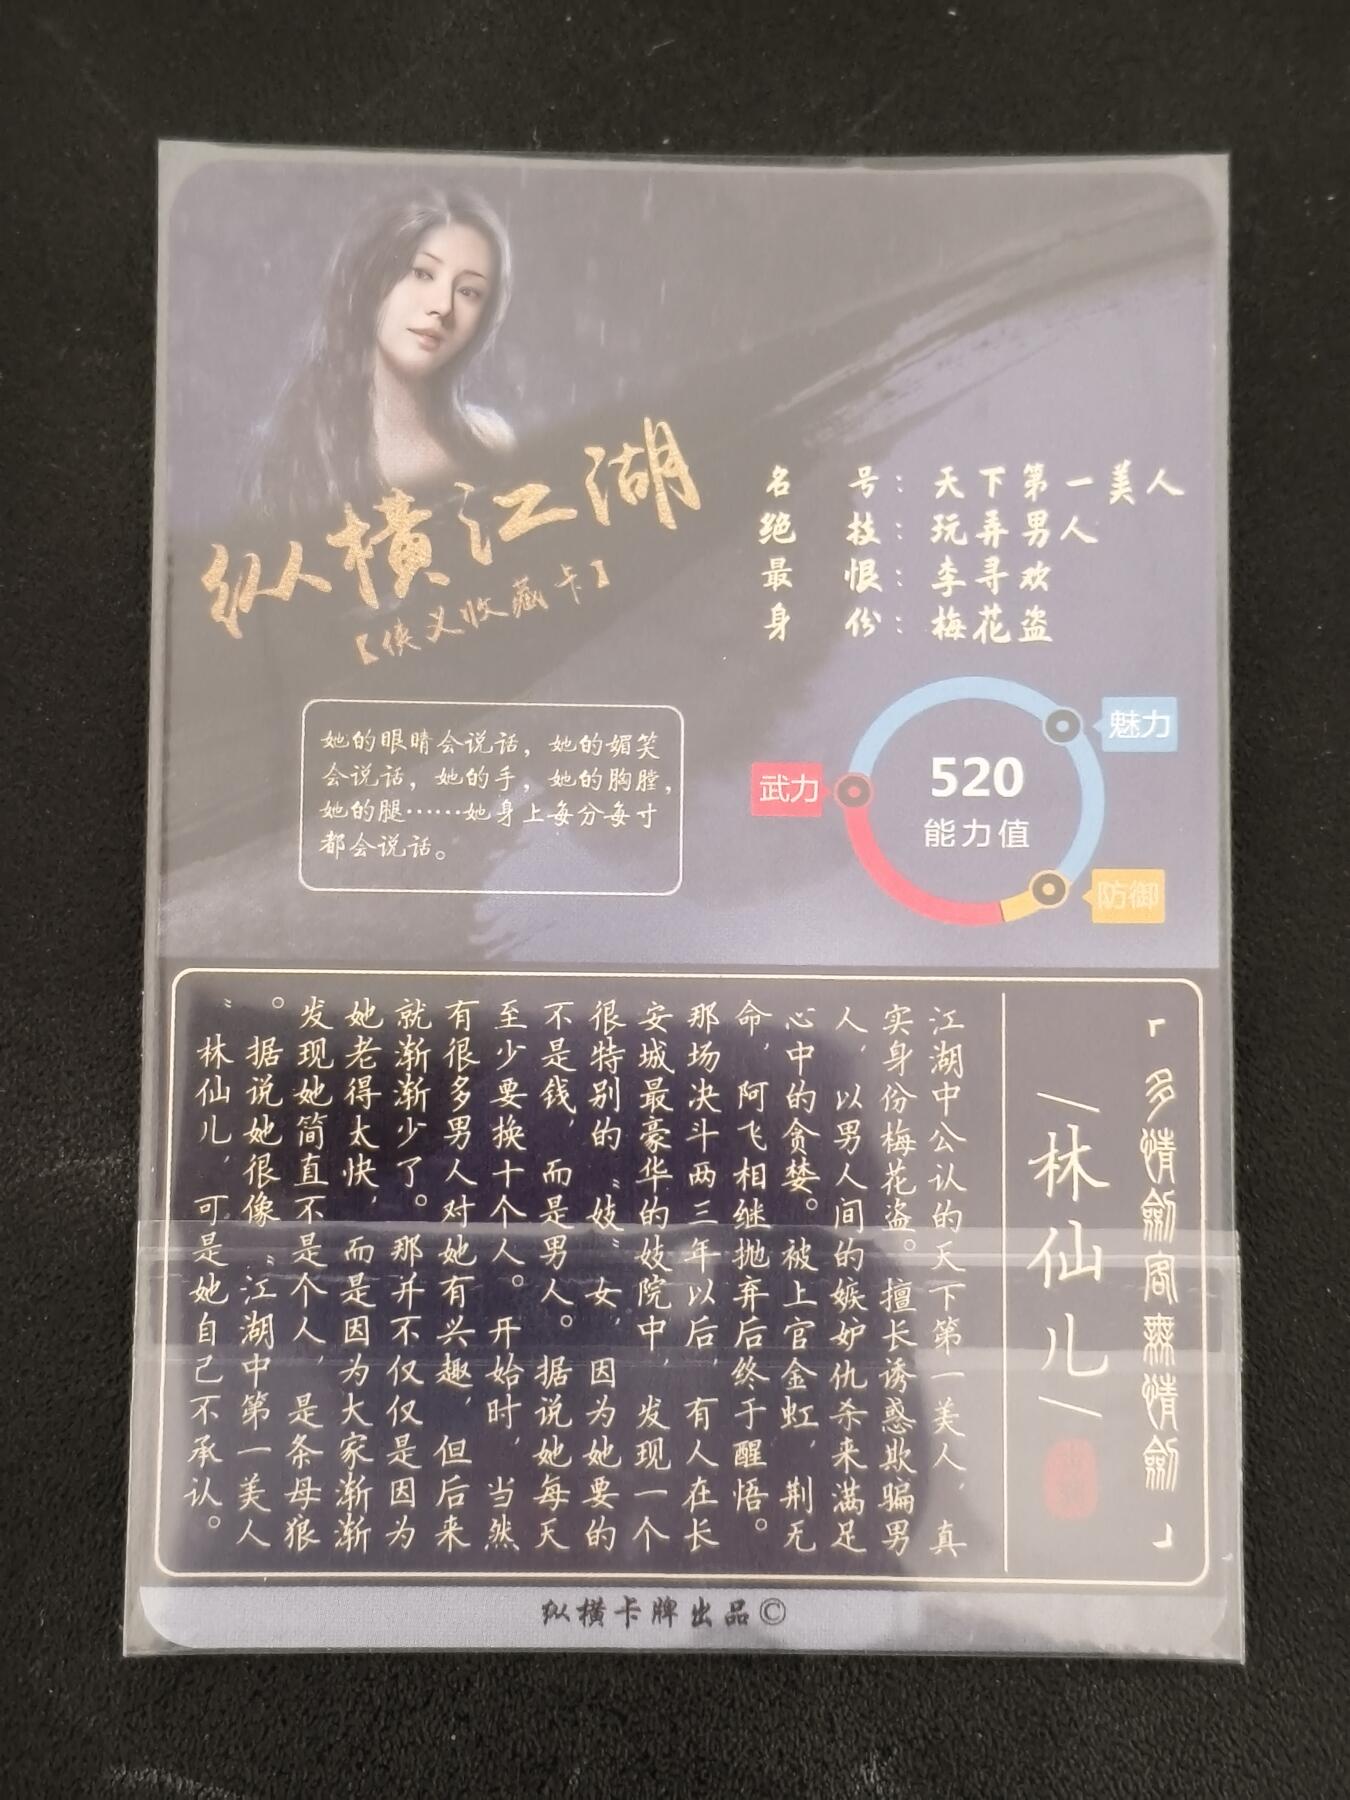 纵横江湖
【侠义收藏卡】
名 号：天下第一美人
绝 技：玩弄男人
最 恨：李寻欢
身 份：梅花盗
她的眼睛会说话，她的媚笑
会说话，她的手，她的胸膛，
她的腿……她身上每分每寸
都会说话。
魅力
武力
520
能力值
防御
「多情劍客無情劍」
林仙儿
江湖中公认的天下第一美人，真
实身份梅花盗。擅长诱惑欺骗男
人，以男人间的嫉妒仇杀来满足
心中的贪婪。被上官金虹，荆无
命，阿飞相继抛弃后终于醒悟。
那场决斗两三年以后，有人在长
安城最豪华的妓院中，发现一个
很特别的“妓”女，因为她要的
不是钱，而是男人。据说她每天
至少要换十个人。开始时，当然
有很多男人对她有兴趣，但后来
就渐渐少了。那并不仅仅是因为
她老得太快，而是因为大家渐渐
发现她简直不是个人，是条母狼
。据说她很像“江湖中第一美人
”林仙儿，可是她自己不承认。
纵横卡牌出品©